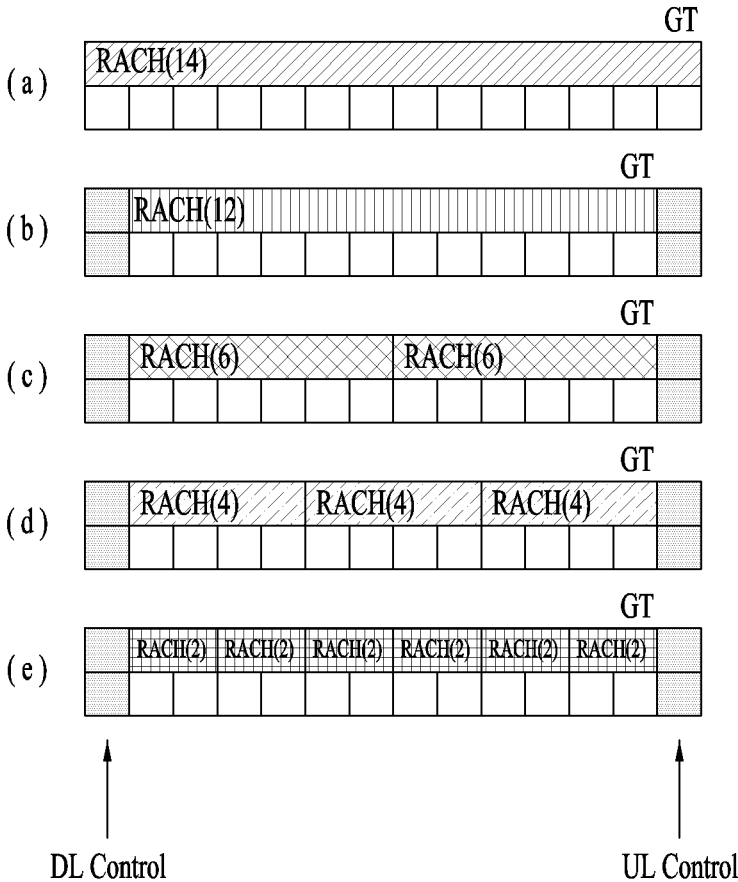 GT
(a) RACH(14)
GT
(b) RACH(12)
GT
(c) RACH(6) RACH(6)
GT
(d) RACH(4) RACH(4) RACH(4)
GT
(e) RACH(2) RACH(2) RACH(2) RACH(2) RACH(2) RACH(2)
DL Control UL Control